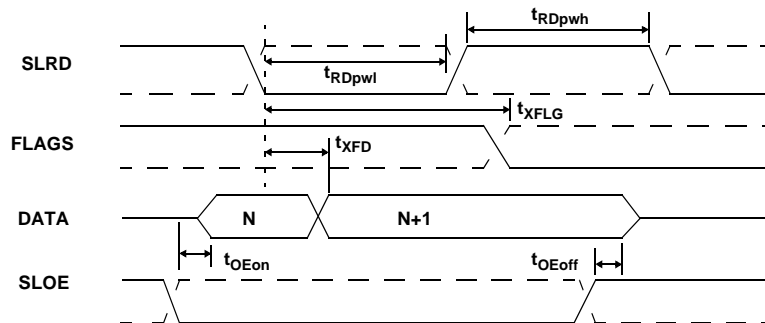 tRDpwh
SLRD
tRDpwl
tXFLG
FLAGS
tXFD
DATA
N
N+1
tOEon
tOEoff
SLOE